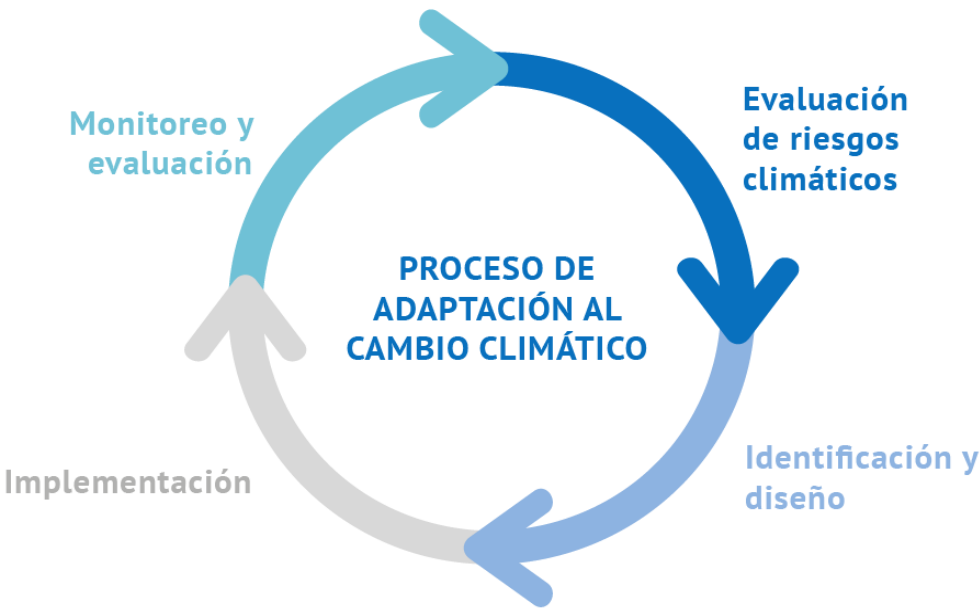 Monitoreo y
evaluación
Evaluación
de riesgos
climáticos
PROCESO DE
ADAPTACIÓN AL
CAMBIO CLIMÁTICO
Implementación
Identificación y
diseño